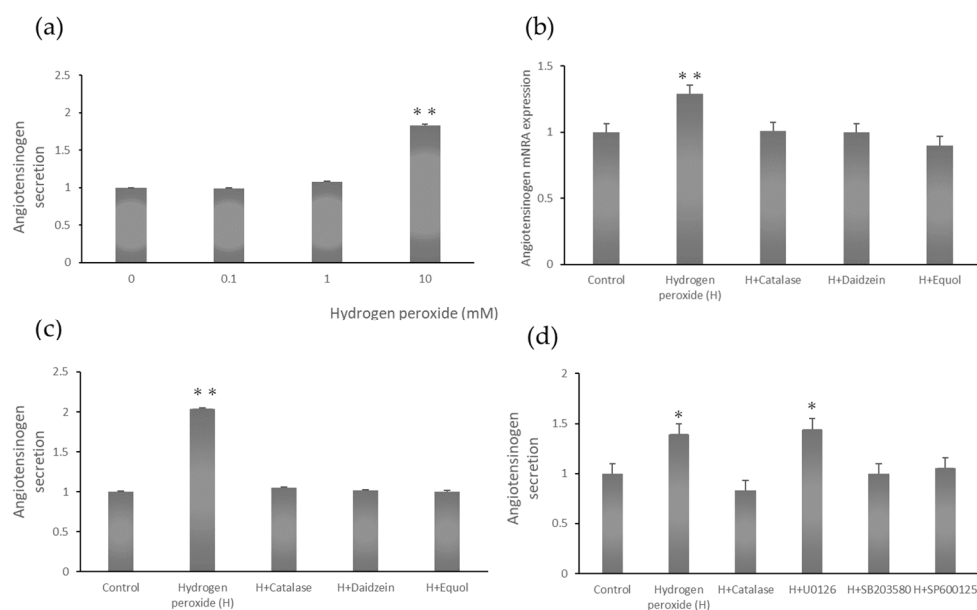 (a)
Angiotensinogen
secretion
2.5
2
1.5
1
0.5
0
* *
0 0.1 1 10
Hydrogen peroxide (mM)
(b)
Angiotensinogen mNRA expression
1.5
1
0.5
0
* *
Control Hydrogen H+Catalase H+Daidzein H+Equol
peroxide (H)
(c)
Angiotensinogen
secretion
2.5
2
1.5
1
0.5
0
* *
Control Hydrogen H+Catalase H+Daidzein H+Equol
peroxide (H)
(d)
Angiotensinogen
secretion
2
1.5
1
0.5
0
* *
Control Hydrogen H+Catalase H+U0126 H+SB203580 H+SP600125
peroxide (H)